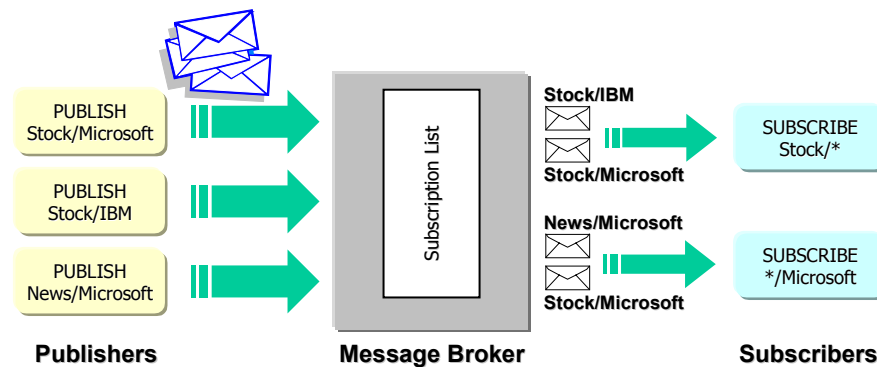 PUBLISH
Stock/Microsoft
PUBLISH
Stock/IBM
PUBLISH
News/Microsoft
Publishers
Subscription List
Message Broker
Stock/IBM
Stock/Microsoft
News/Microsoft
Stock/Microsoft
SUBSCRIBE
Stock/*
SUBSCRIBE
*/Microsoft
Subscribers